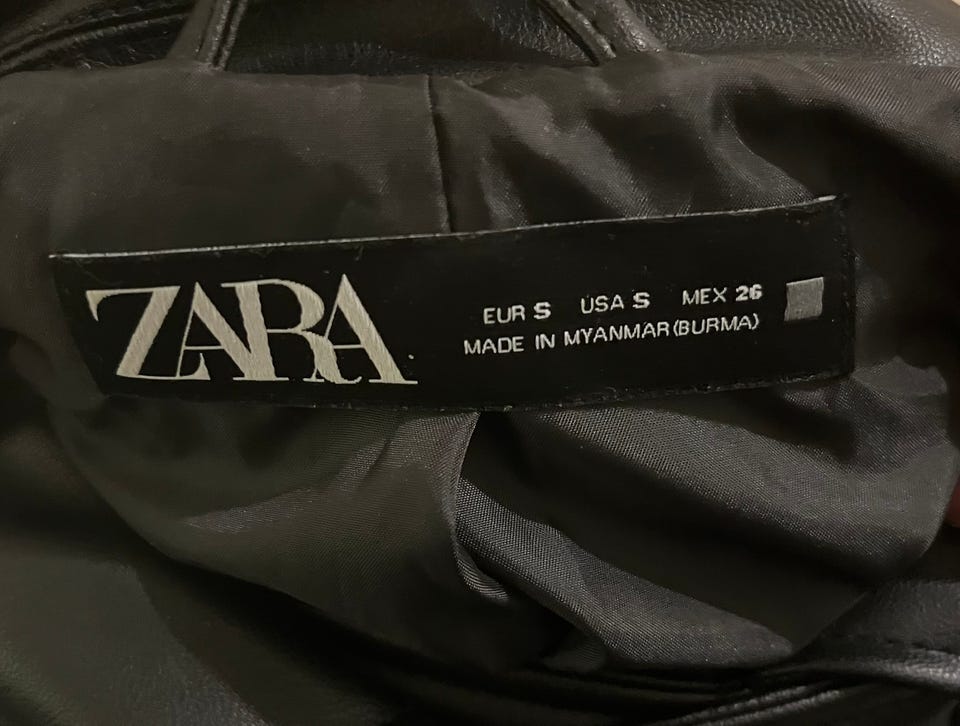 ZARA
EUR S USA S MEX 26
MADE IN MYANMAR (BURMA)